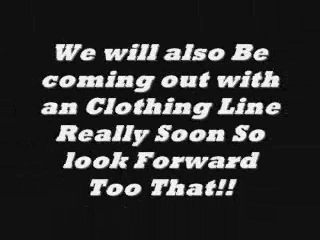 We will also Be
coming out with
an Clothing Line
Really Soon So
look Forward
Too That!!